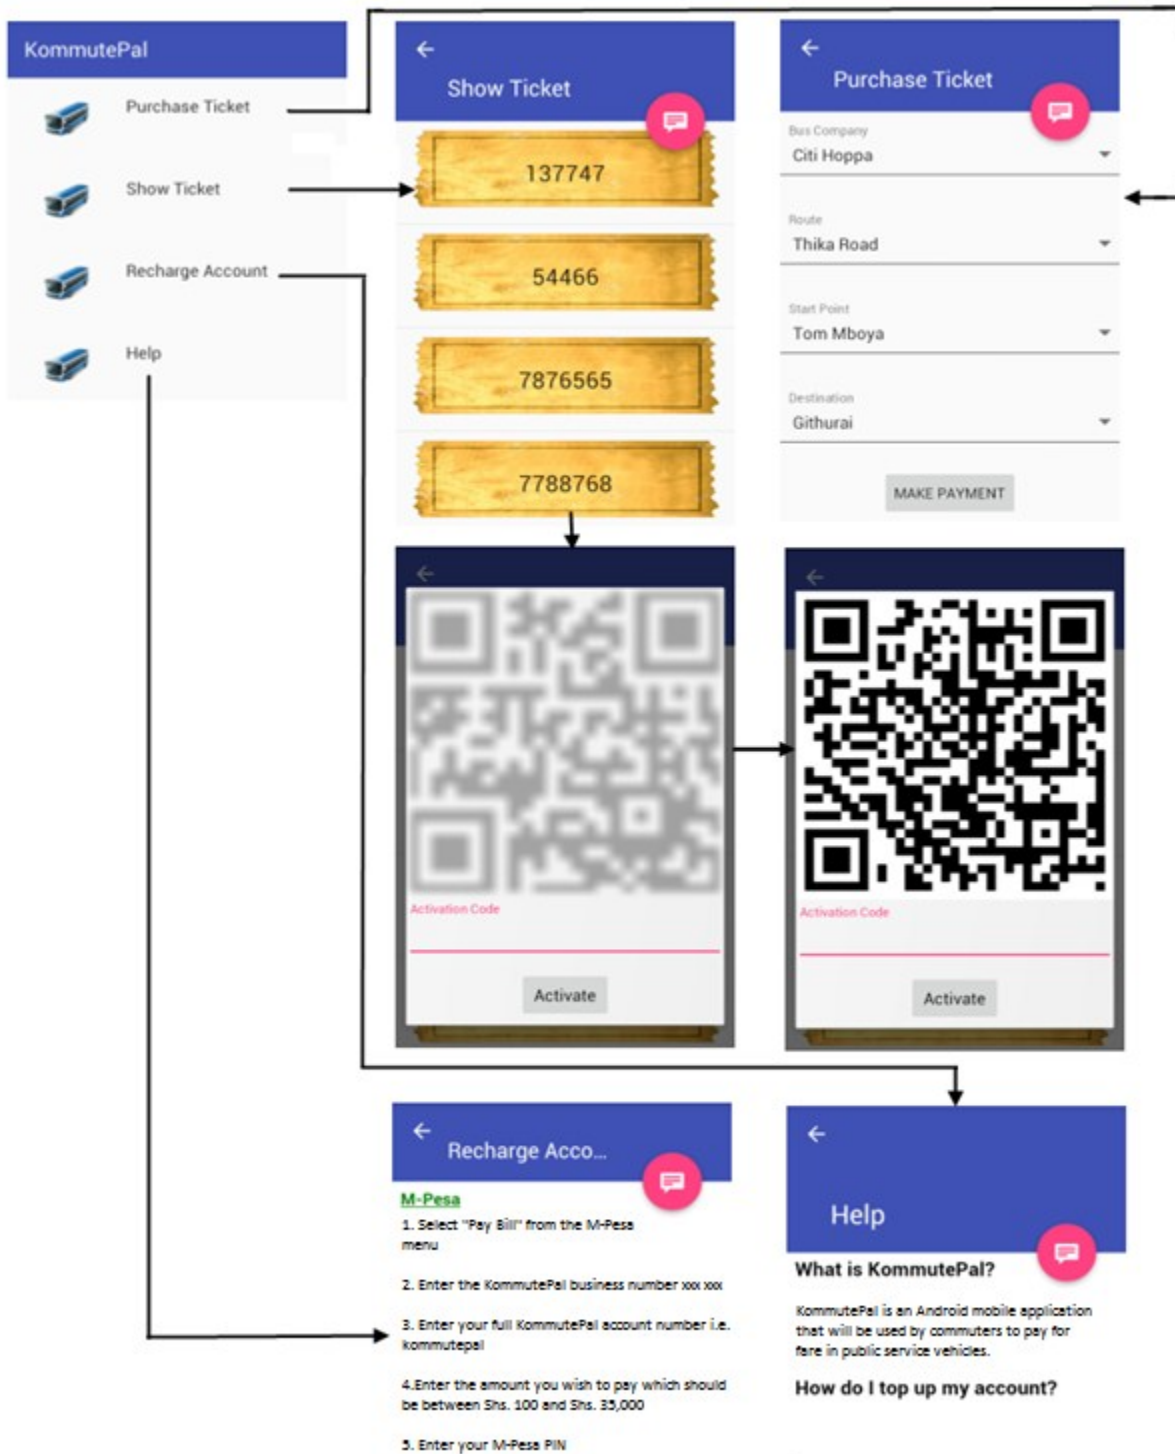 KommutePal
Purchase Ticket
Show Ticket
Recharge Account
Help
Show Ticket
137747
54466
7876565
7788768
Purchase Ticket
Bus Company
Citi Hoppa
Route
Thika Road
Start Point
Tom Mboya
Destination
Githurai
MAKE PAYMENT
Activation Code
Activate
Activation Code
Activate
Recharge Acco...
M-Pesa
1. Select "Pay Bill" from the M-Pesa
menu
2. Enter the KommutePal business number xxx xxx
3. Enter your full KommutePal account number i.e.
kommutepal
4.Enter the amount you wish to pay which should
be between Shs. 100 and Shs. 35,000
5. Enter your M-Pesa PIN
Help
What is KommutePal?
KommutePal is an Android mobile application
that will be used by commuters to pay for
fare in public service vehicles.
How do I top up my account?